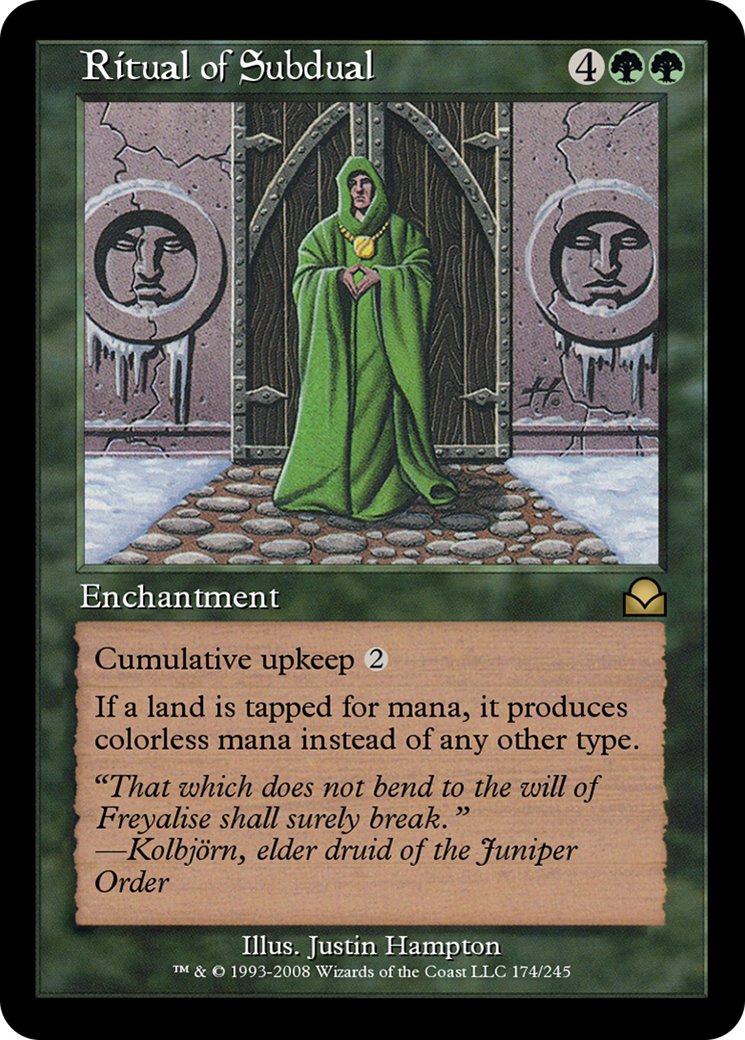 Ritual of Subdual 4
Enchantment
Cumulative upkeep 2
If a land is tapped for mana, it produces
colorless mana instead of any other type.
“That which does not bend to the will of
Freyalise shall surely break.”
—Kolbjörn, elder druid of the Juniper
Order
Illus. Justin Hampton
™ & © 1993-2008 Wizards of the Coast LLC 174/245